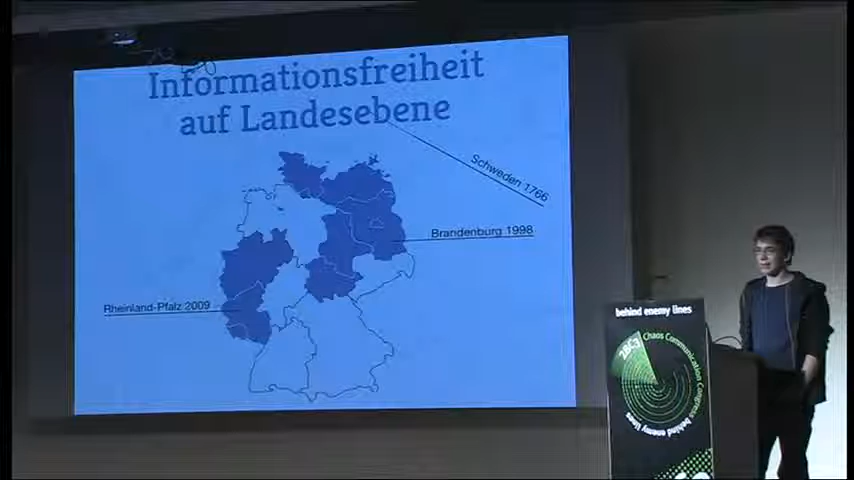 Informationsfreiheit
auf Landesebene
Schweden 1766
Brandenburg 1998
Rheinland-Pfalz 2009
behind enemy lines
28C3
Chaos Communication Congress
behind enemy lines